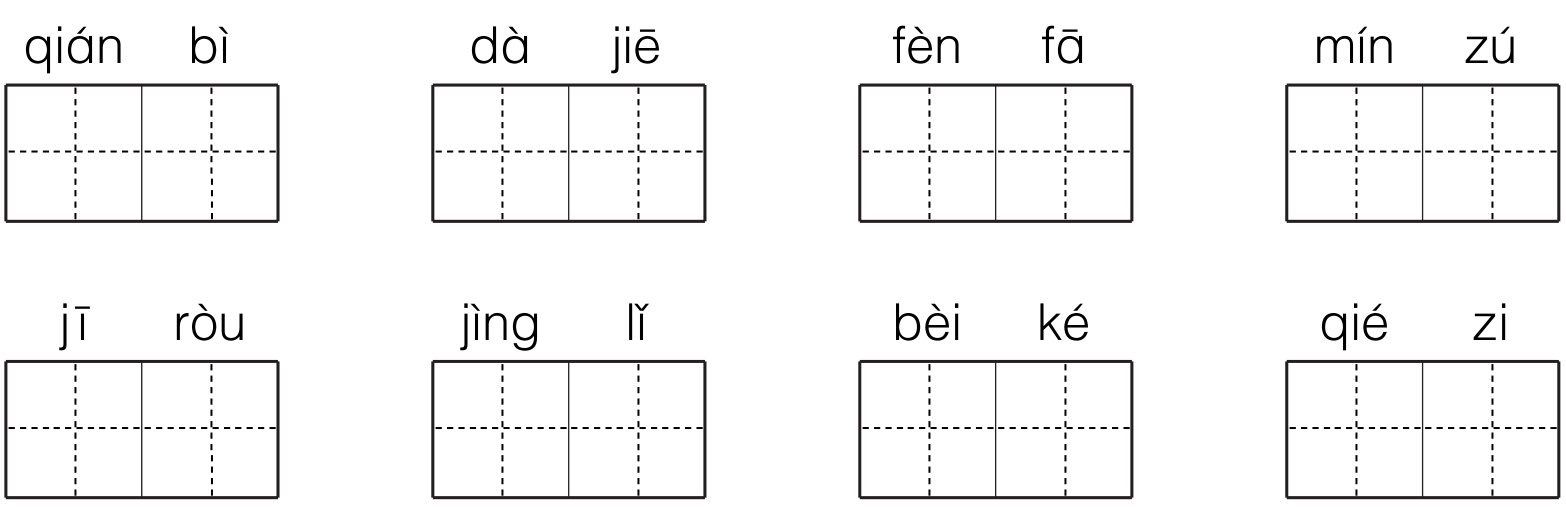 qián bì dà jiē fèn fā mín zú
jī ròu jìng lǐ bèi ké qié zi